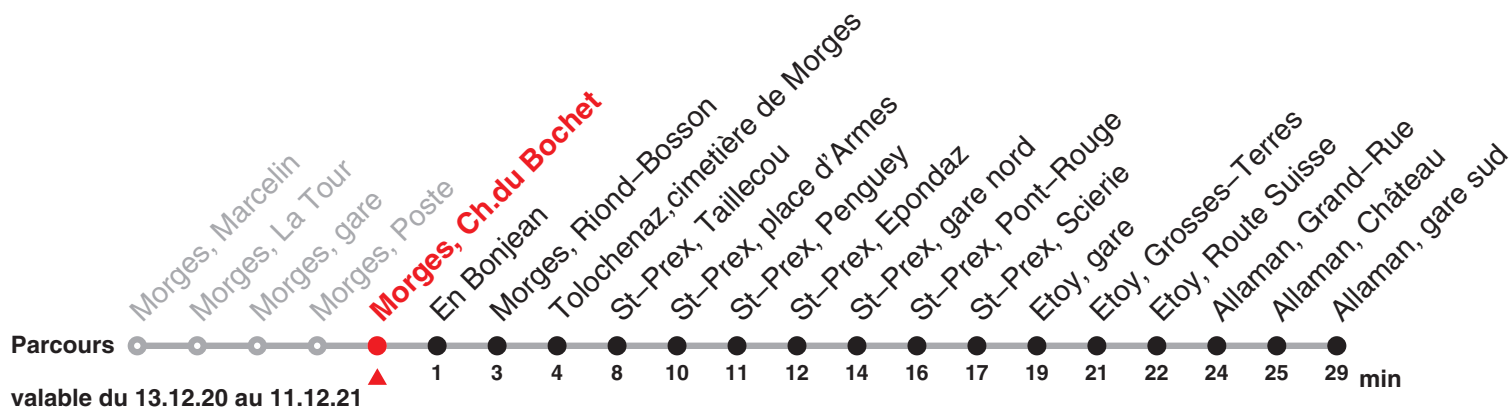 Morges, Marcelin
Morges, La Tour
Morges, gare
Morges, Poste
Morges, Ch.du Bochet
En Bonjean
Morges, Riond–Bosson
Tolochenaz, cimetière de Morges
St–Prex, Taillecou
St–Prex, place d'Armes
St–Prex, Penguey
St–Prex, Epondaz
St–Prex, gare nord
St–Prex, Pont–Rouge
St–Prex, Scierie
Etoy, gare
Etoy, Grosses–Terres
Etoy, Route Suisse
Allaman, Grand–Rue
Allaman, Château
Allaman, gare sud
Parcours
1 3 4 8 10 11 12 14 16 17 19 21 22 24 25 29 min
valable du 13.12.20 au 11.12.21